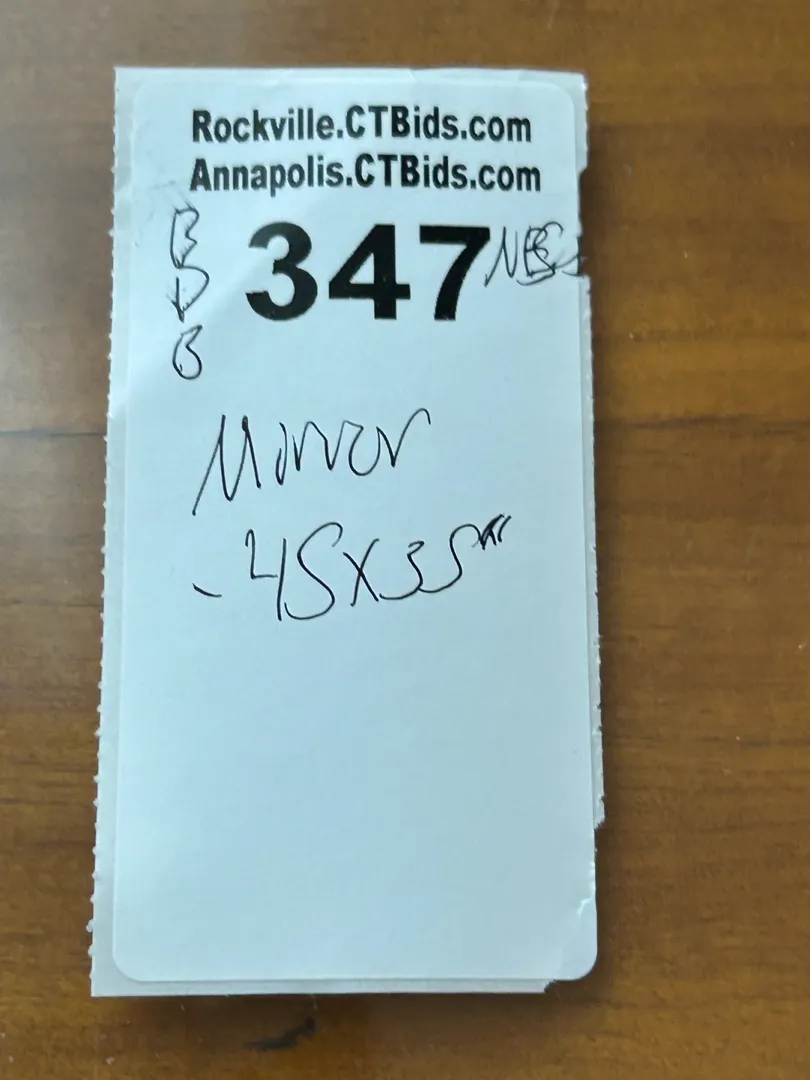 Rockville.CTBids.com
Annapolis.CTBids.com
347
Mirror
- 45x35"